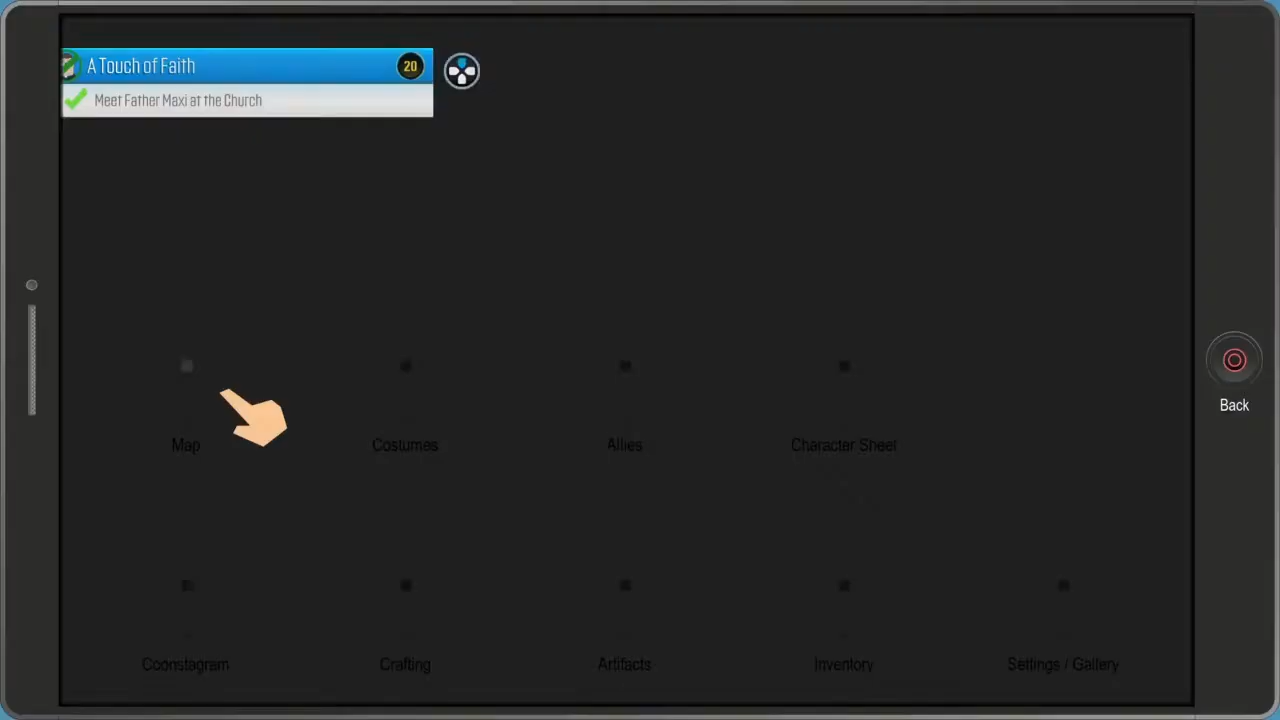 A Touch of Faith 20
Meet Father Maxi at the Church
Back
Map Costumes Allies Character Sheet
Coonstagram Crafting Artifacts Inventory Settings / Gallery